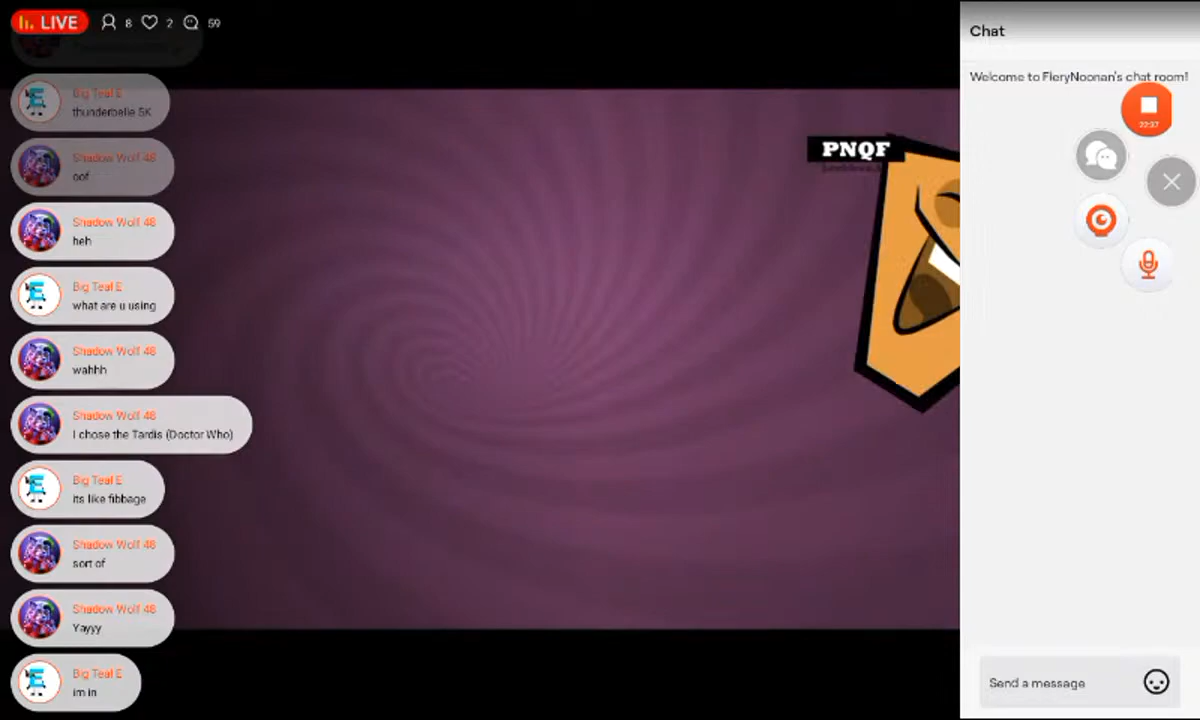 LIVE 8 2 59
Big Teal E
thunderbelle SK
Shadow Wolf 48
oof
Shadow Wolf 48
heh
Big Teal E
what are u using
Shadow Wolf 48
wahhh
Shadow Wolf 48
I chose the Tardis (Doctor Who)
Big Teal E
its like fibbage
Shadow Wolf 48
sort of
Shadow Wolf 48
Yayyy
Big Teal E
im in
PNQF
Chat
Welcome to FieryNoonan's chat room!
22:37
Send a message